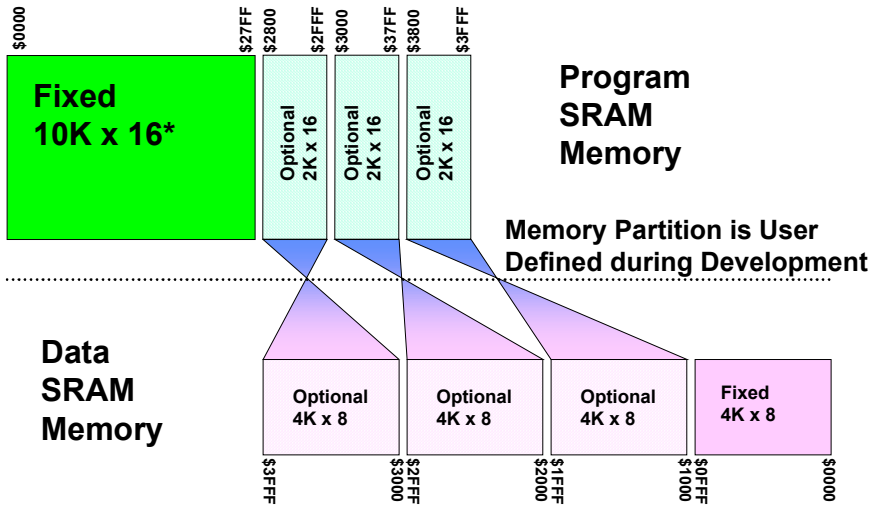 $0000
$27FF
$2800
$2FFF
$3000
$37FF
$3800
$3FFF
Fixed
10K x 16*
Optional
2K x 16
Optional
2K x 16
Optional
2K x 16
Program
SRAM
Memory
Memory Partition is User
Defined during Development
Data
SRAM
Memory
Optional
4K x 8
Optional
4K x 8
Optional
4K x 8
Fixed
4K x 8
$3FFF
$3000
$2FFF
$2000
$1FFF
$1000
$0FFF
$0000